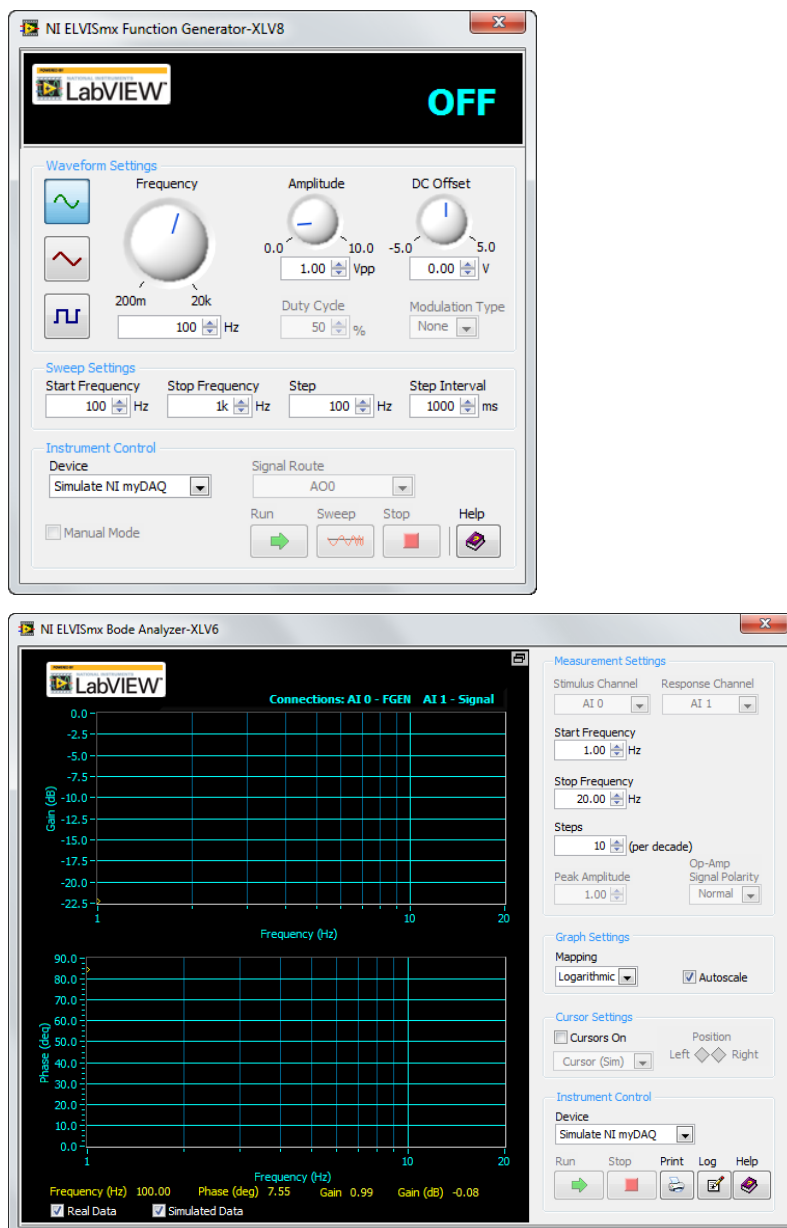 NI ELVISmx Function Generator-XLV8
POWERED BY
NATIONAL INSTRUMENTS
LabVIEW™
OFF
Waveform Settings
Frequency
Amplitude
DC Offset
0.0
10.0
-5.0
5.0
1.00 Vpp
0.00 V
200m
20k
Duty Cycle
Modulation Type
100 Hz
50 %
None
Sweep Settings
Start Frequency
Stop Frequency
Step
Step Interval
100 Hz
1k Hz
100 Hz
1000 ms
Instrument Control
Device
Signal Route
Simulate NI myDAQ
AO0
Run
Sweep
Stop
Help
Manual Mode
NI ELVISmx Bode Analyzer-XLV6
POWERED BY
NATIONAL INSTRUMENTS
LabVIEW™
Connections: AI 0 - FGEN AI 1 - Signal
0.0
-2.5
-5.0
-7.5
-10.0
-12.5
-15.0
-17.5
-20.0
-22.5
Gain (dB)
1
10
20
Frequency (Hz)
90.0
80.0
70.0
60.0
50.0
40.0
30.0
20.0
10.0
0.0
Phase (deg)
1
10
20
Frequency (Hz)
Frequency (Hz) 100.00 Phase (deg) 7.55 Gain 0.99 Gain (dB) -0.08
Real Data
Simulated Data
Measurement Settings
Stimulus Channel
Response Channel
AI 0
AI 1
Start Frequency
1.00 Hz
Stop Frequency
20.00 Hz
Steps
10 (per decade)
Peak Amplitude
Op-Amp
Signal Polarity
1.00
Normal
Graph Settings
Mapping
Logarithmic
Autoscale
Cursor Settings
Cursors On
Position
Cursor (Sim)
Left
Right
Instrument Control
Device
Simulate NI myDAQ
Run
Stop
Print
Log
Help